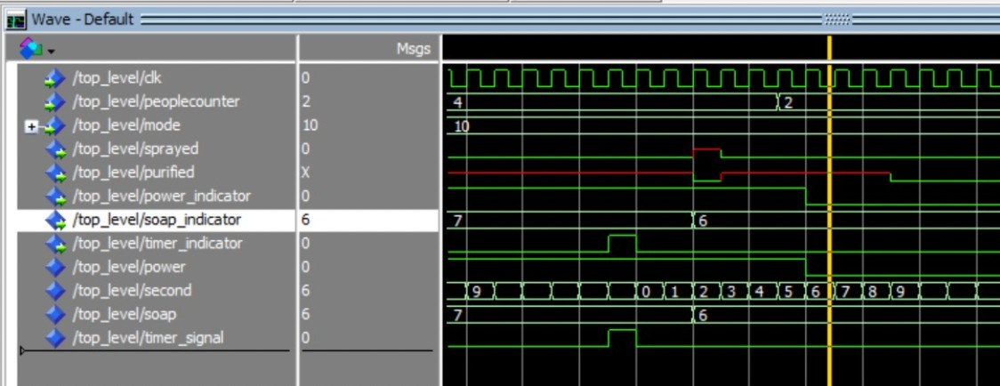 Wave - Default
Msgs
/top_level/clk 0
/top_level/peoplecounter 2 4 2
/top_level/mode 10 10
/top_level/sprayed 0
/top_level/purified X
/top_level/power_indicator 0
/top_level/soap_indicator 6 7 6
/top_level/timer_indicator 0
/top_level/power 0
/top_level/second 6 9 0 1 2 3 4 5 6 7 8 9
/top_level/soap 6 7 6
/top_level/timer_signal 0